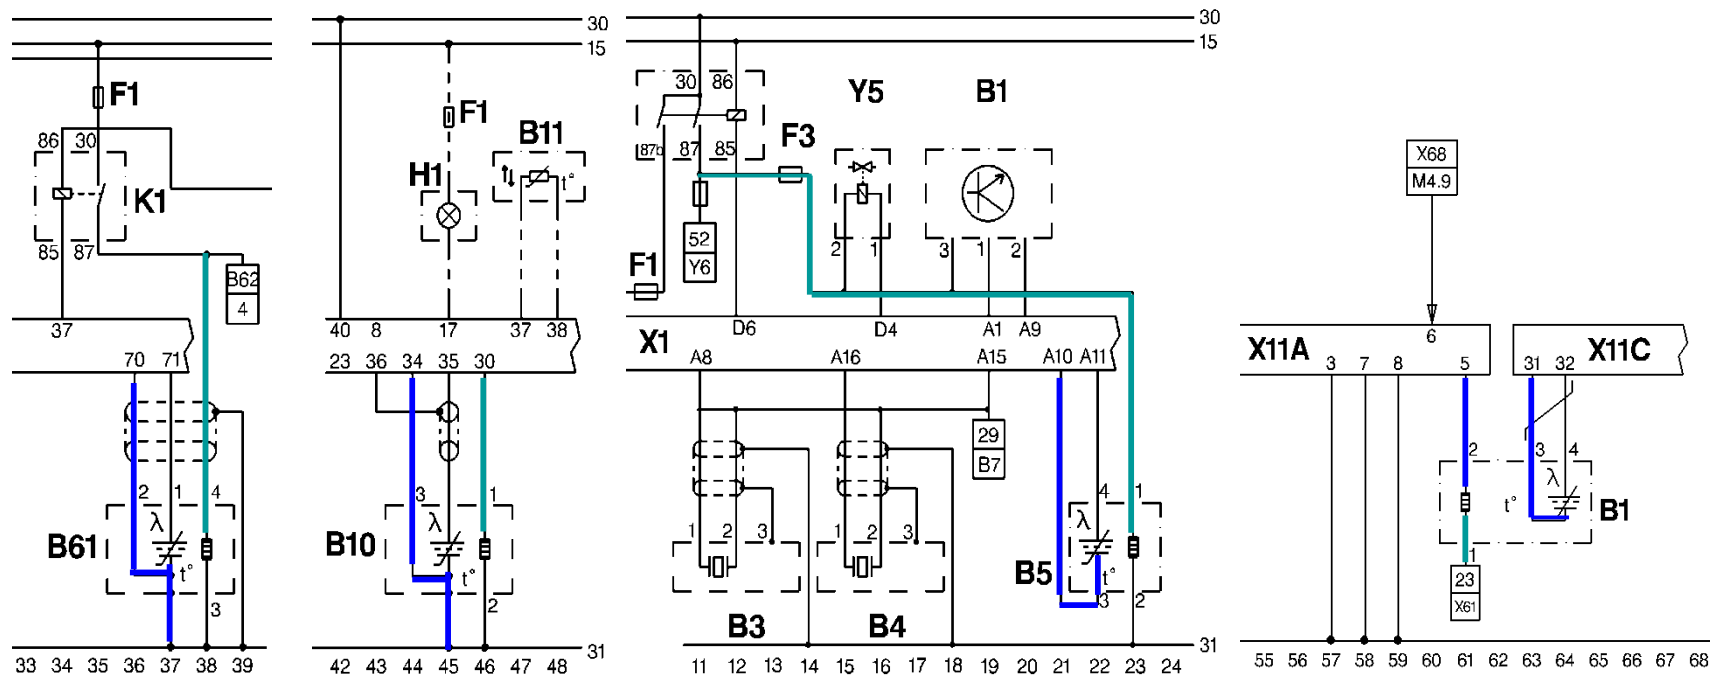 F1
86 30
K1
85 87
B62
4
37
70 71
2 1 4
λ
B61
t°
3
33 34 35 36 37 38 39
30
15
F1
B11
t°
H1
40 8 17 37 38
23 36 34 35 30
3 1
λ
B10
t°
2
31
42 43 44 45 46 47 48
30
15
30 86
87b 87 85
F3
Y5
B1
2 1
3 1 2
52
Y6
F1
X1
D6 D4 A1 A9
A8 A16 A15 A10 A11
29
B7
1 2 3
1 2 3
4 1
λ
B5
t°
3 2
B3
B4
31
11 12 13 14 15 16 17 18 19 20 21 22 23 24
X68
M4.9
6
X11A
3 7 8 5
X11C
31 32
2 3 4
λ
t°
B1
1
23
X61
55 56 57 58 59 60 61 62 63 64 65 66 67 68